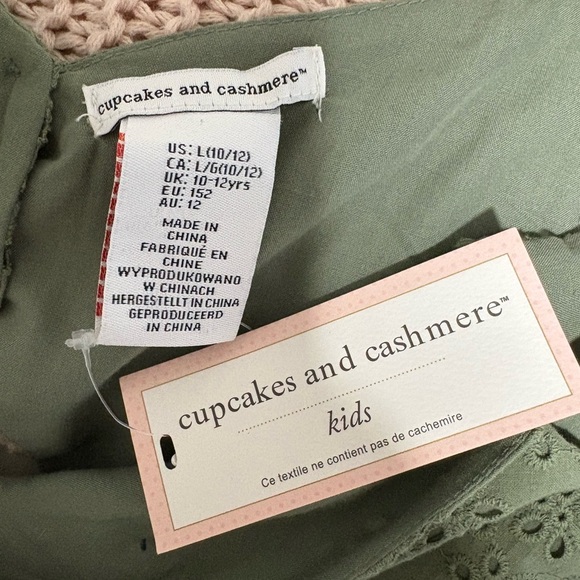 cupcakes and cashmere™
US: L(10/12)
CA: L/G(10/12)
UK: 10-12yrs
EU: 152
AU: 12
MADE IN
CHINA
FABRIQUÉ EN
CHINE
WYPRODUKOWANO
W CHINACH
HERGESTELLT IN CHINA
GEPRODUCEERD
IN CHINA
cupcakes and cashmere™
kids
Ce textile ne contient pas de cachemire